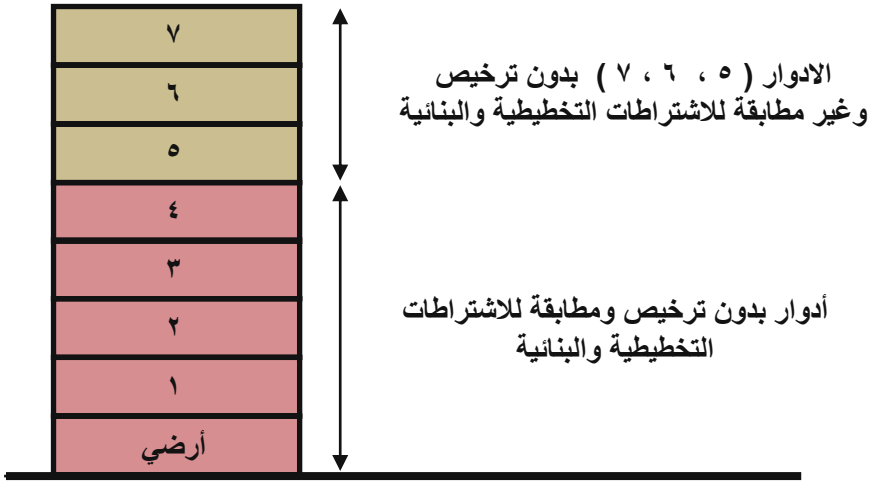 ٧
٦
٥
٤
٣
٢
١
أرضي
الادوار ( ٥ ، ٦ ، ٧ ) بدون ترخيص
وغير مطابقة للاشتراطات التخطيطية والبنائية
أدوار بدون ترخيص ومطابقة للاشتراطات
التخطيطية والبنائية